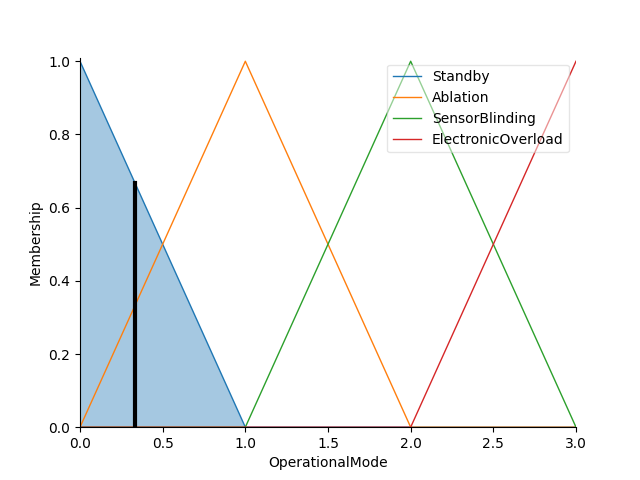 1.0
0.8
0.6
0.4
0.2
0.0
Membership
Standby
Ablation
SensorBlinding
ElectronicOverload
0.0 0.5 1.0 1.5 2.0 2.5 3.0
OperationalMode